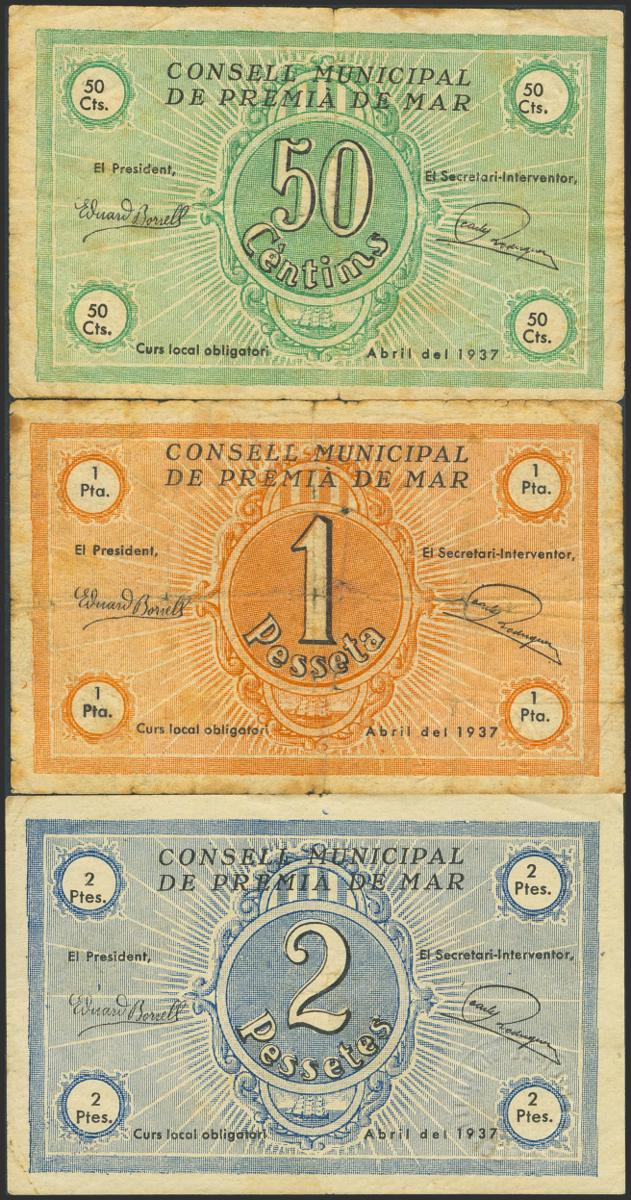 CONSELL MUNICIPAL
DE PREMIÀ DE MAR
50 Cts.
50 Cts.
El President,
El Secretari-Interventor,
Eduard Borrell
50
Cèntims
50 Cts.
50 Cts.
Curs local obligatori
Abril del 1937
CONSELL MUNICIPAL
DE PREMIÀ DE MAR
1 Pta.
1 Pta.
El President,
El Secretari-Interventor,
Eduard Borrell
1
Pesseta
1 Pta.
1 Pta.
Curs local obligatori
Abril del 1937
CONSELL MUNICIPAL
DE PREMIÀ DE MAR
2 Ptes.
2 Ptes.
El President,
El Secretari-Interventor,
Eduard Borrell
2
Pessetes
2 Ptes.
2 Ptes.
Curs local obligatori
Abril del 1937